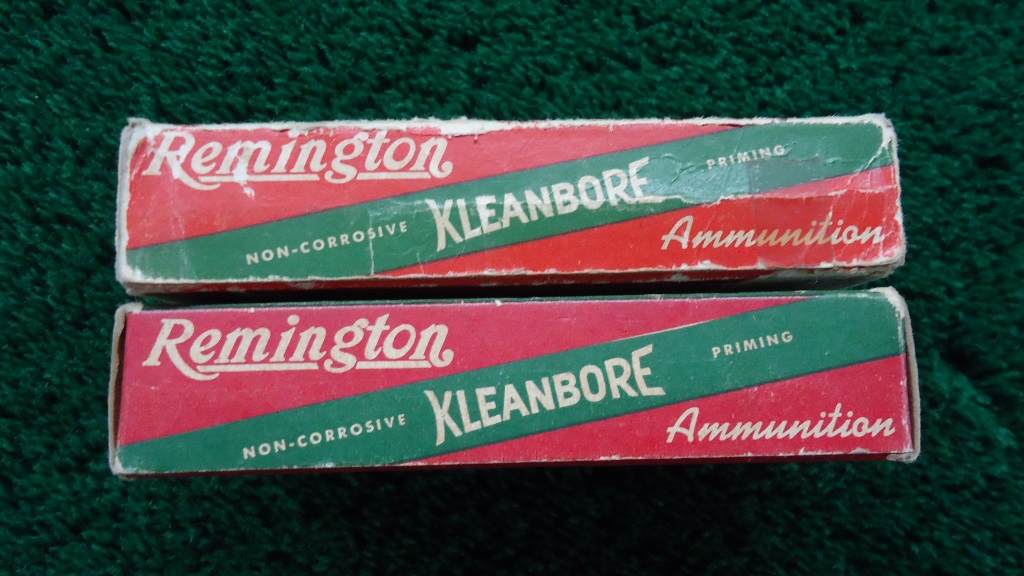 Remington
NON-CORROSIVE KLEANBORE PRIMING
Ammunition
Remington
NON-CORROSIVE KLEANBORE PRIMING
Ammunition